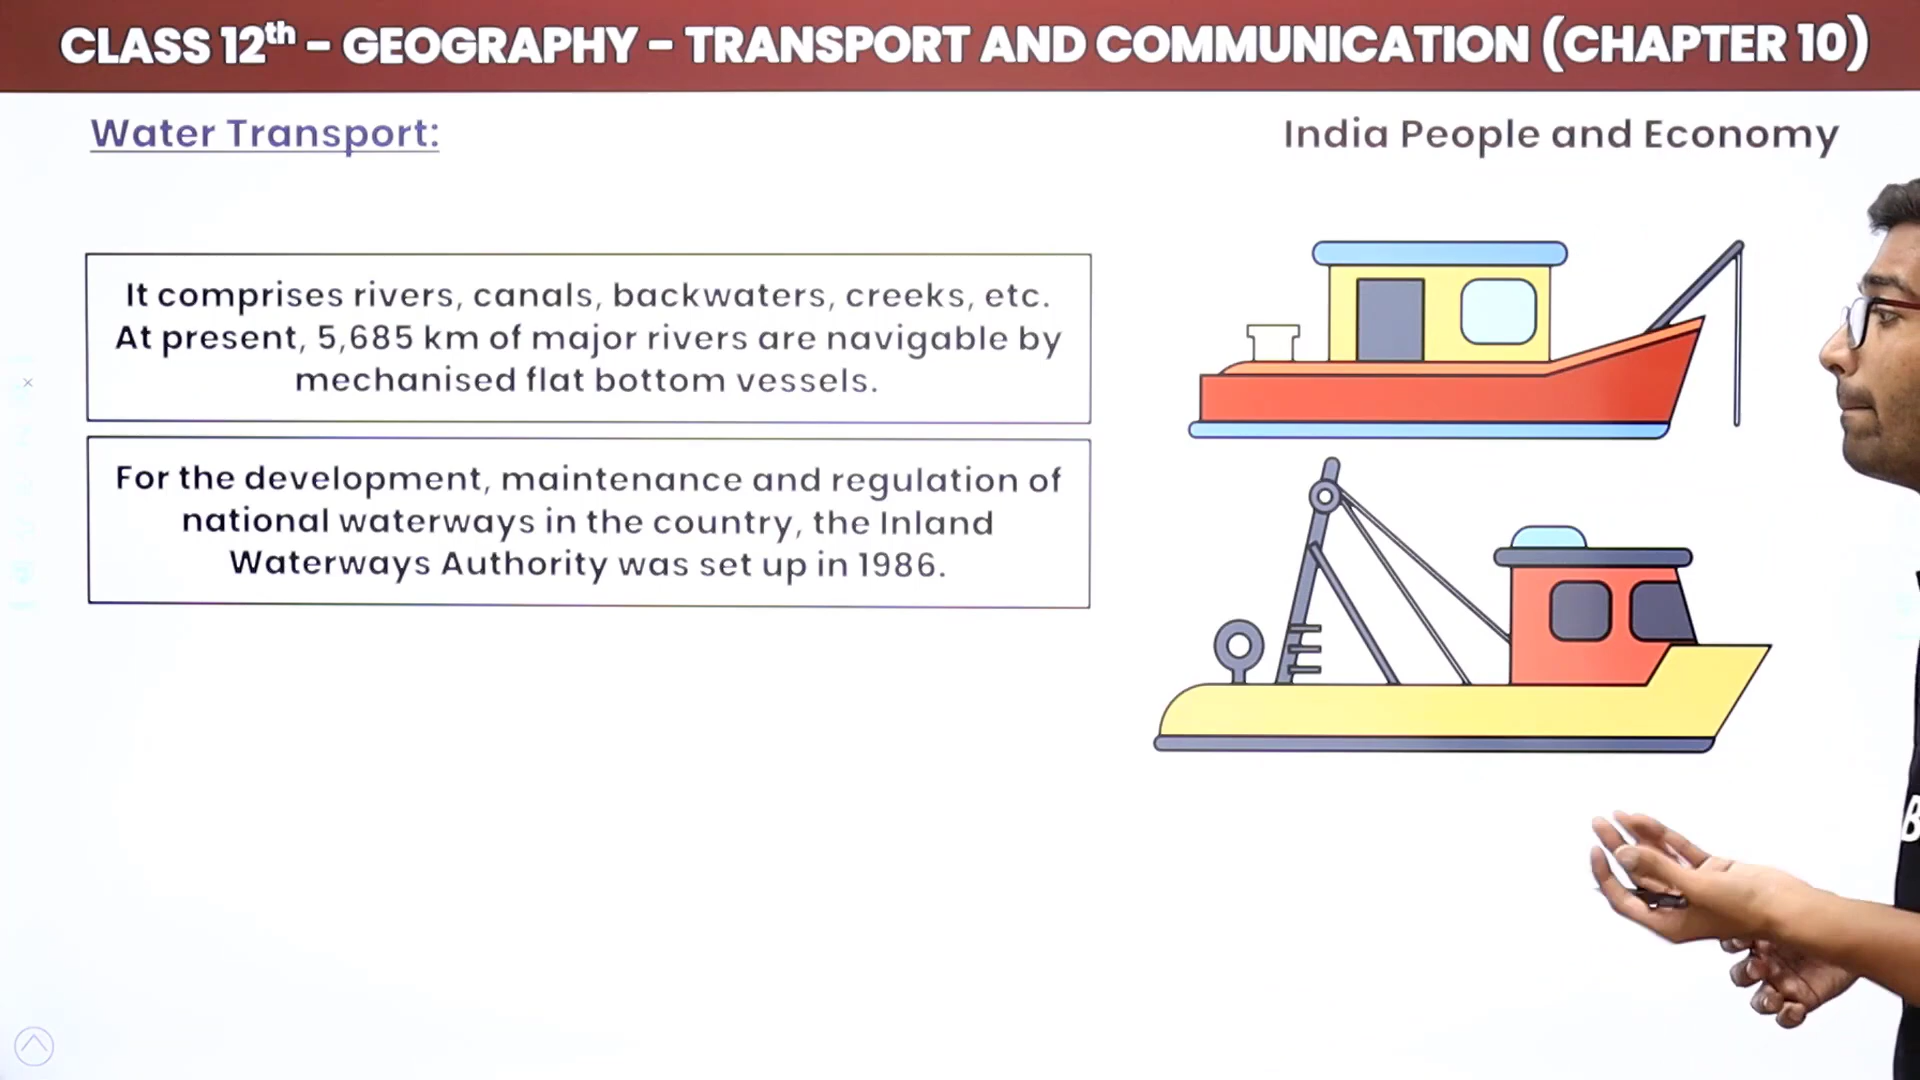 CLASS 12th – GEOGRAPHY – TRANSPORT AND COMMUNICATION (CHAPTER 10)
Water Transport:
India People and Economy
It comprises rivers, canals, backwaters, creeks, etc.
At present, 5,685 km of major rivers are navigable by
mechanised flat bottom vessels.
For the development, maintenance and regulation of
national waterways in the country, the Inland
Waterways Authority was set up in 1986.